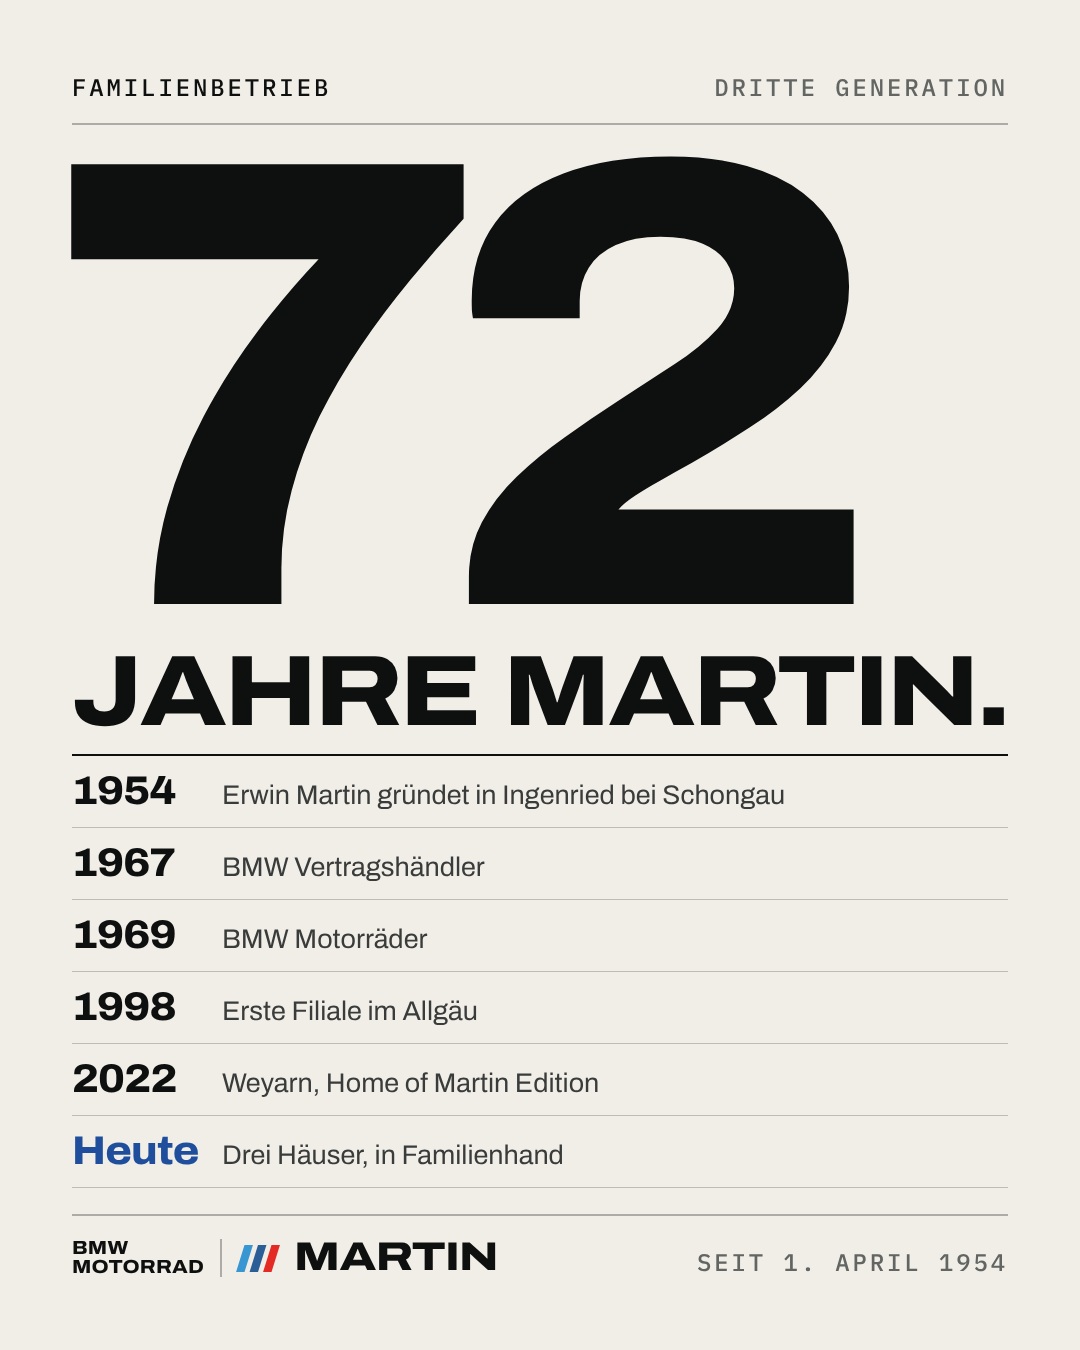 FAMILIENBETRIEB DRITTE GENERATION
72
JAHRE MARTIN.
1954 Erwin Martin gründet in Ingenried bei Schongau
1967 BMW Vertragshändler
1969 BMW Motorräder
1998 Erste Filiale im Allgäu
2022 Weyarn, Home of Martin Edition
Heute Drei Häuser, in Familienhand
BMW
MOTORRAD
MARTIN
SEIT 1. APRIL 1954